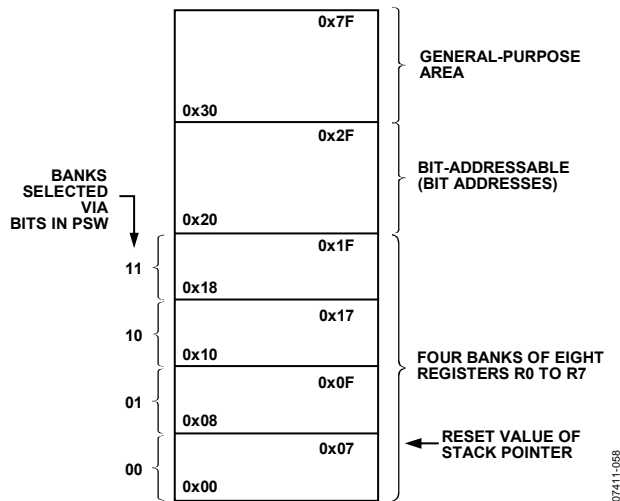 0x7F
GENERAL-PURPOSE
AREA
0x30
0x2F
BIT-ADDRESSABLE
(BIT ADDRESSES)
BANKS
SELECTED
VIA
BITS IN PSW
0x20
0x1F
11
0x18
0x17
10
0x10
FOUR BANKS OF EIGHT
REGISTERS R0 TO R7
0x0F
01
0x08
RESET VALUE OF
STACK POINTER
0x07
00
0x00
07411-058